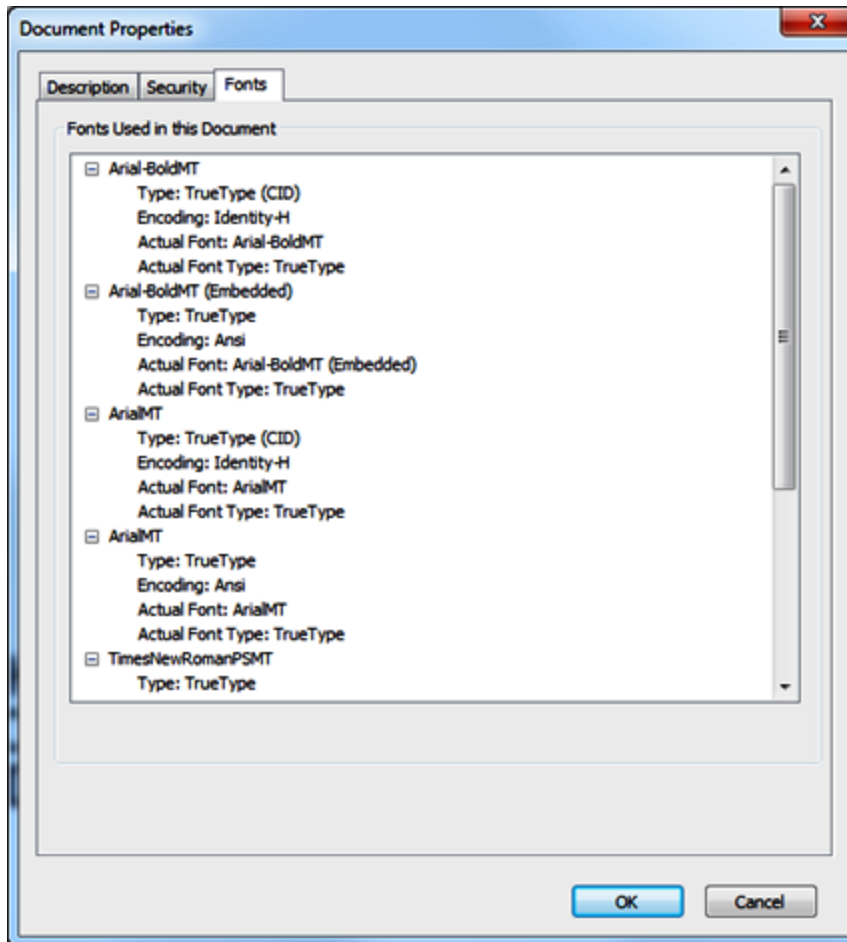 Document Properties
Description Security Fonts
Fonts Used in this Document
Arial-BoldMT
Type: TrueType (CID)
Encoding: Identity-H
Actual Font: Arial-BoldMT
Actual Font Type: TrueType
Arial-BoldMT (Embedded)
Type: TrueType
Encoding: Ansi
Actual Font: Arial-BoldMT (Embedded)
Actual Font Type: TrueType
ArialMT
Type: TrueType (CID)
Encoding: Identity-H
Actual Font: ArialMT
Actual Font Type: TrueType
ArialMT
Type: TrueType
Encoding: Ansi
Actual Font: ArialMT
Actual Font Type: TrueType
TimesNewRomanPSMT
Type: TrueType
OK Cancel